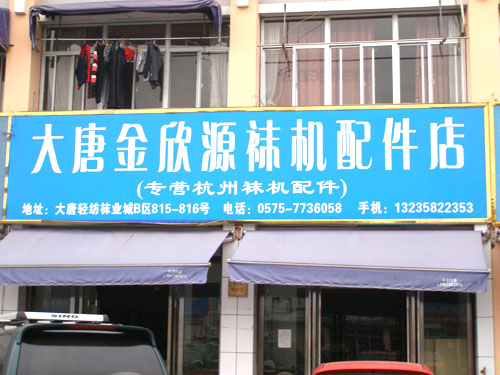 大唐金欣源袜机配件店
(专营杭州袜机配件)
地址：大唐轻纺袜业城B区815-816号 电话：0575-7736058 手机：13235822353
SING